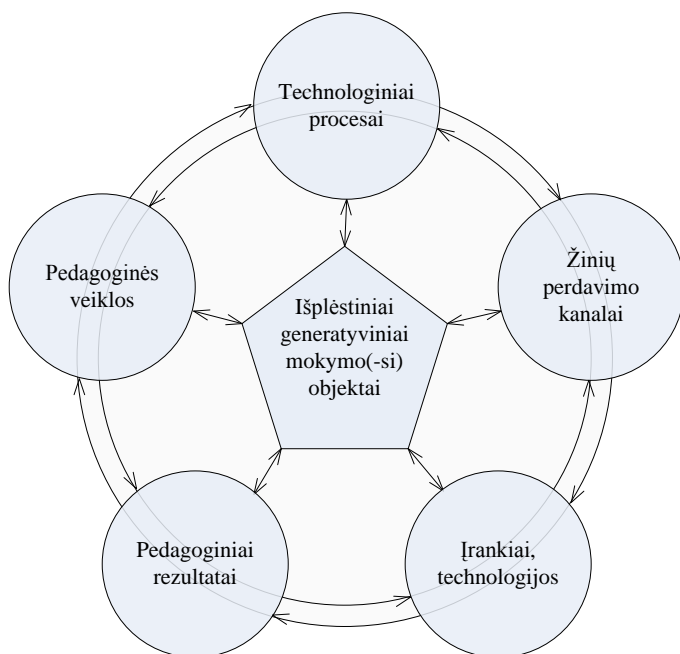 Technologiniai
procesai
Pedagoginės
veiklos
Žinių
perdavimo
kanalai
Išplėstiniai
generatyviniai
mokymo(-si)
objektai
Pedagoginiai
rezultatai
Įrankiai,
technologijos